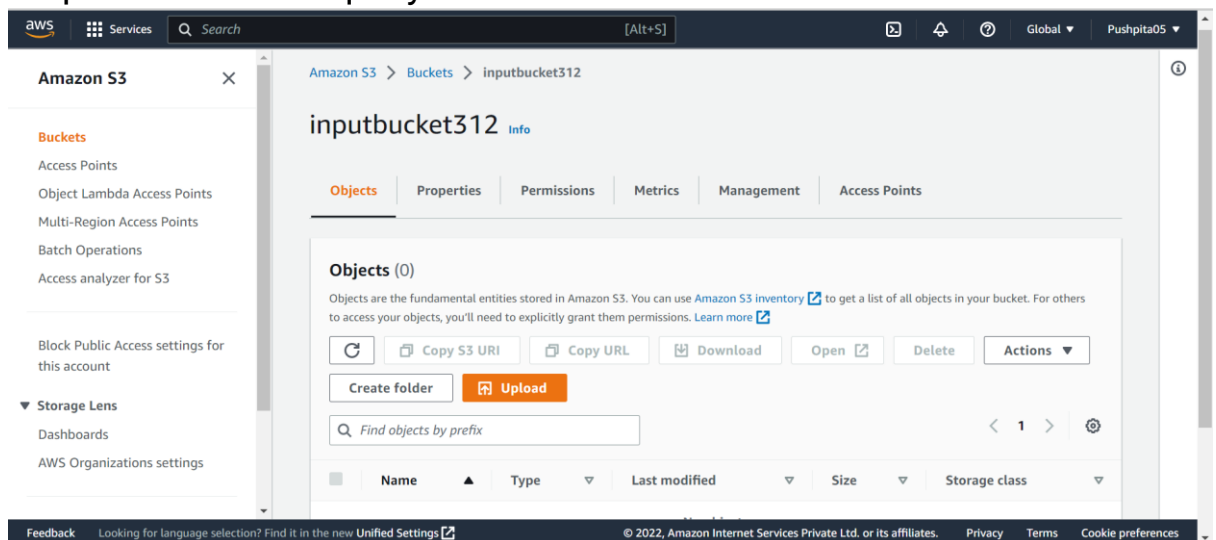 aws Services Search [Alt+S] Global Pushpita05
Amazon S3
Buckets
Access Points
Object Lambda Access Points
Multi-Region Access Points
Batch Operations
Access analyzer for S3
Block Public Access settings for
this account
Storage Lens
Dashboards
AWS Organizations settings
Amazon S3 > Buckets > inputbucket312
inputbucket312 Info
Objects Properties Permissions Metrics Management Access Points
Objects (0)
Objects are the fundamental entities stored in Amazon S3. You can use Amazon S3 inventory to get a list of all objects in your bucket. For others
to access your objects, you'll need to explicitly grant them permissions. Learn more
Copy S3 URI Copy URL Download Open Delete Actions
Create folder Upload
Find objects by prefix < 1 >
Name Type Last modified Size Storage class
Feedback Looking for language selection? Find it in the new Unified Settings © 2022, Amazon Internet Services Private Ltd. or its affiliates. Privacy Terms Cookie preferences